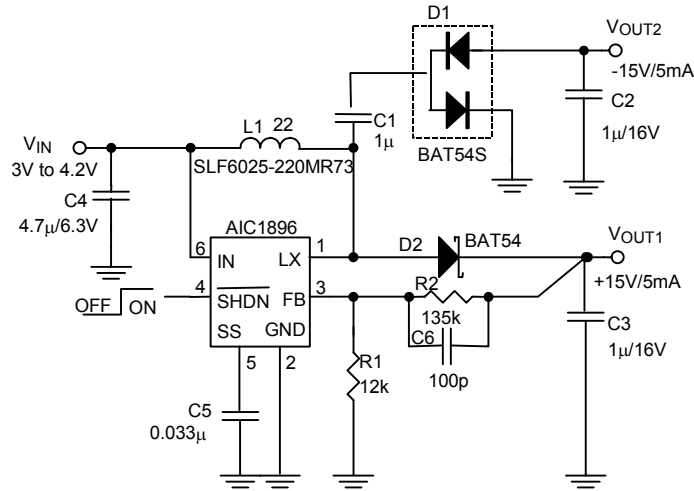 D1
VOUT2
-15V/5mA
C2
1µ/16V
BAT54S
C1
1µ
L1 22
SLF6025-220MR73
VIN
3V to 4.2V
C4
4.7µ/6.3V
AIC1896
6
IN
LX
1
D2
BAT54
VOUT1
+15V/5mA
4
SHDN
FB
3
R2
135k
OFF
ON
SS
GND
5
2
C6
100p
C3
1µ/16V
R1
12k
C5
0.033µ